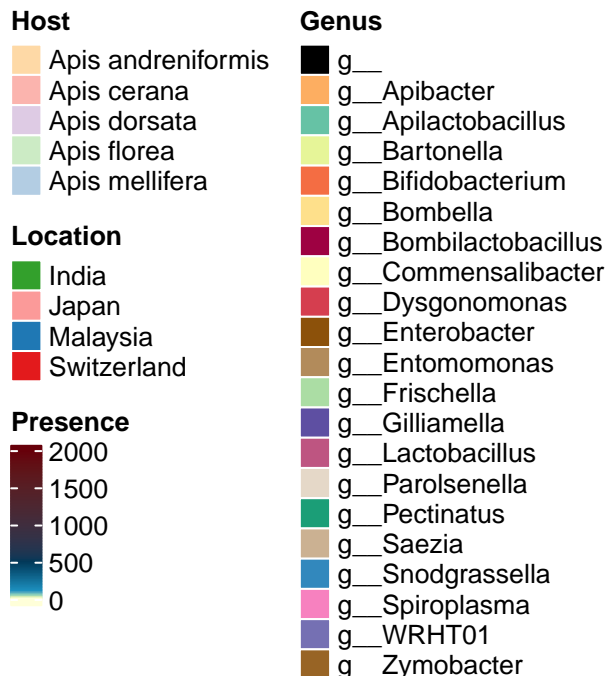 Host
Apis andreniformis
Apis cerana
Apis dorsata
Apis florea
Apis mellifera
Location
India
Japan
Malaysia
Switzerland
Presence
2000
1500
1000
500
0
Genus
g__
g__Apibacter
g__Apilactobacillus
g__Bartonella
g__Bifidobacterium
g__Bombella
g__Bombilactobacillus
g__Commensalibacter
g__Dysgonomonas
g__Enterobacter
g__Entomomonas
g__Frischella
g__Gilliamella
g__Lactobacillus
g__Parolsenella
g__Pectinatus
g__Saezia
g__Snodgrassella
g__Spiroplasma
g__WRHT01
g__Zymobacter